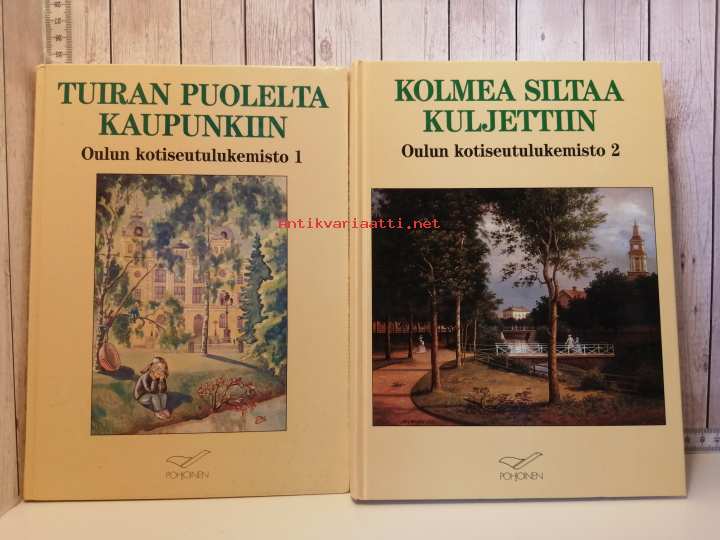 TUIRAN PUOLELTA
KAUPUNKIIN
Oulun kotiseutulukemisto 1
POHJOINEN
KOLMEA SILTAA
KULJETTIIN
Oulun kotiseutulukemisto 2
POHJOINEN
Antikvariaatti.net